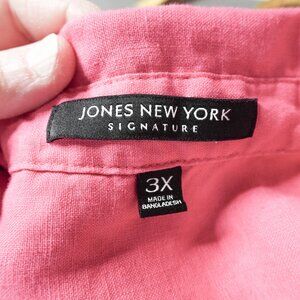 JONES NEW YORK
SIGNATURE
3X
MADE IN
BANGLADESH